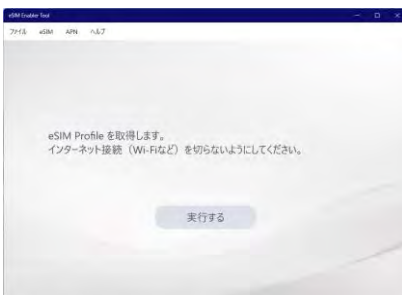 eSIM Enabler Tool
ファイル eSIM APN ヘルプ
eSIM Profile を取得します。
インターネット接続（Wi-Fiなど）を切らないようにしてください。
実行する